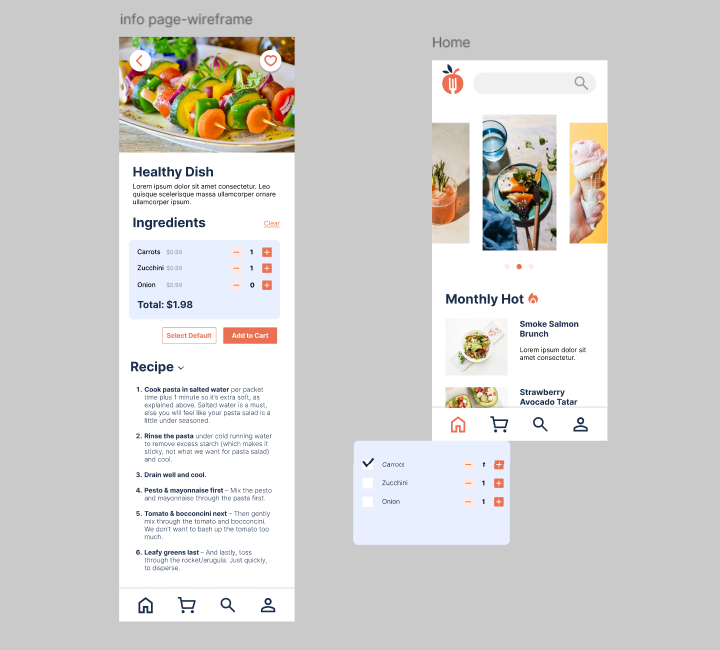 info page-wireframe
Healthy Dish
Lorem ipsum dolor sit amet consectetur. Leo
quisque scelerisque massa ullamcorper ornare
ullamcorper ipsum.
Ingredients
Clear
Carrots $0.99 1
Zucchini $0.99 1
Onion $0.99 0
Total: $1.98
Select Default
Add to Cart
Recipe
1. Cook pasta in salted water per packet
time plus 1 minute so it's extra soft, as
explained above. Salted water is a must,
else you will feel like your pasta salad is a
little under seasoned.
2. Rinse the pasta under cold running water
to remove excess starch (which makes it
sticky, not what we want for pasta salad)
and cool.
3. Drain well and cool.
4. Pesto & mayonnaise first – Mix the pesto
and mayonnaise through the pasta first.
5. Tomato & bocconcini next – Then gently
mix through the tomato and bocconcini.
We don't want to bash up the tomato too
much.
6. Leafy greens last – And lastly, toss
through the rocket/arugula. Just quickly,
to disperse.
Home
Monthly Hot
Smoke Salmon
Brunch
Lorem ipsum dolor sit
amet consectetur.
Strawberry
Avocado Tatar
Carrots 1
Zucchini 1
Onion 1